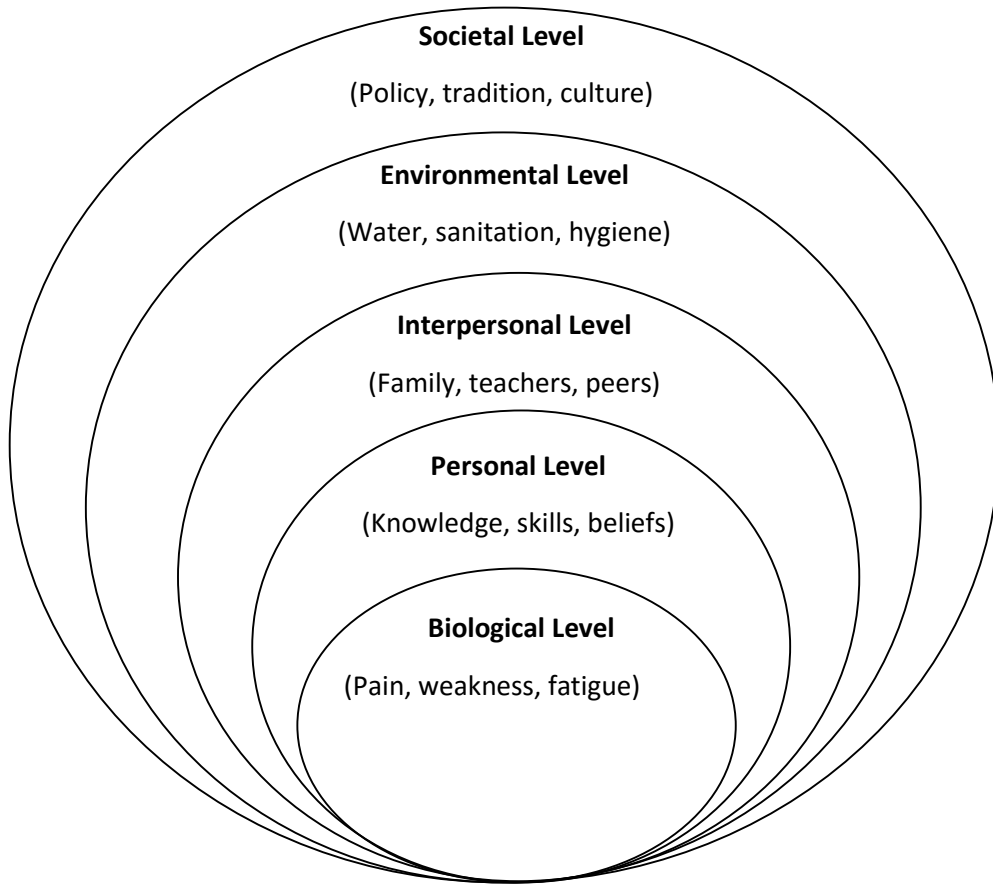 Societal Level
(Policy, tradition, culture)
Environmental Level
(Water, sanitation, hygiene)
Interpersonal Level
(Family, teachers, peers)
Personal Level
(Knowledge, skills, beliefs)
Biological Level
(Pain, weakness, fatigue)